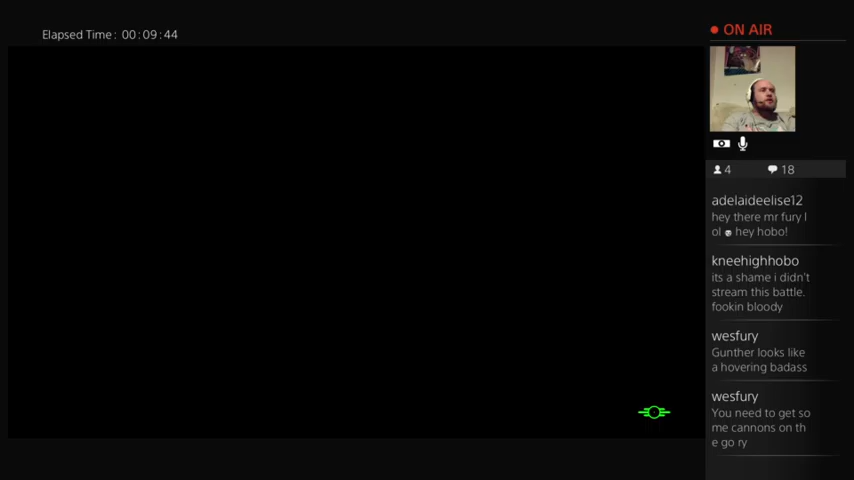 Elapsed Time: 00:09:44
ON AIR
4
18
adelaideelise12
hey there mr fury l
ol hey hobo!
kneehighhobo
its a shame i didn't
stream this battle.
fookin bloody
wesfury
Gunther looks like
a hovering badass
wesfury
You need to get so
me cannons on th
e go ry